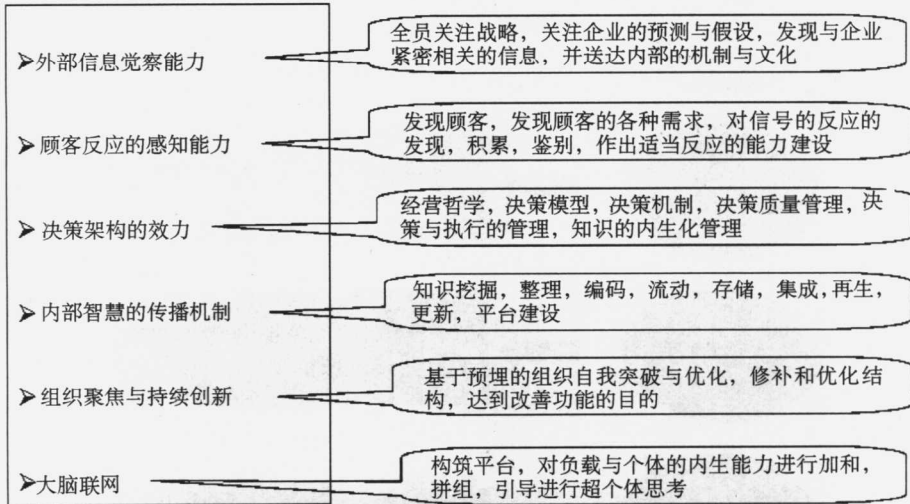 ➢外部信息觉察能力
全员关注战略，关注企业的预测与假设，发现与企业
紧密相关的信息，并送达内部的机制与文化
➢顾客反应的感知能力
发现顾客，发现顾客的各种需求，对信号的反应的
发现，积累，鉴别，作出适当反应的能力建设
➢决策架构的效力
经营哲学，决策模型，决策机制，决策质量管理，决
策与执行的管理，知识的内生化管理
➢内部智慧的传播机制
知识挖掘，整理，编码，流动，存储，集成，再生，
更新，平台建设
➢组织聚焦与持续创新
基于预埋的组织自我突破与优化，修补和优化结
构，达到改善功能的目的
➢大脑联网
构筑平台，对负载与个体的内生能力进行加和，
拼组，引导进行超个体思考